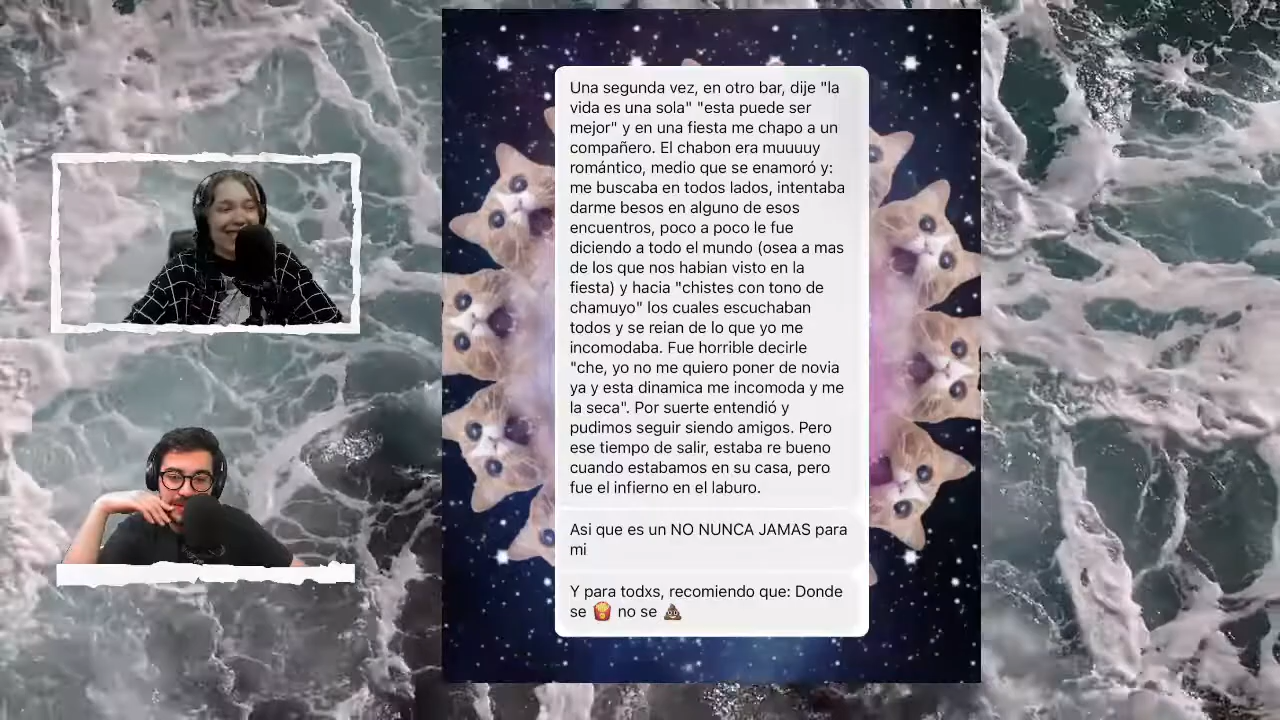 Una segunda vez, en otro bar, dije "la
vida es una sola" "esta puede ser
mejor" y en una fiesta me chapo a un
compañero. El chabon era muuuuy
romántico, medio que se enamoró y:
me buscaba en todos lados, intentaba
darme besos en alguno de esos
encuentros, poco a poco le fue
diciendo a todo el mundo (osea a mas
de los que nos habian visto en la
fiesta) y hacia "chistes con tono de
chamuyo" los cuales escuchaban
todos y se reian de lo que yo me
incomodaba. Fue horrible decirle
"che, yo no me quiero poner de novia
ya y esta dinamica me incomoda y me
la seca". Por suerte entendió y
pudimos seguir siendo amigos. Pero
ese tiempo de salir, estaba re bueno
cuando estabamos en su casa, pero
fue el infierno en el laburo.
Asi que es un NO NUNCA JAMAS para
mi
Y para todxs, recomiendo que: Donde
se 🍟 no se 💩